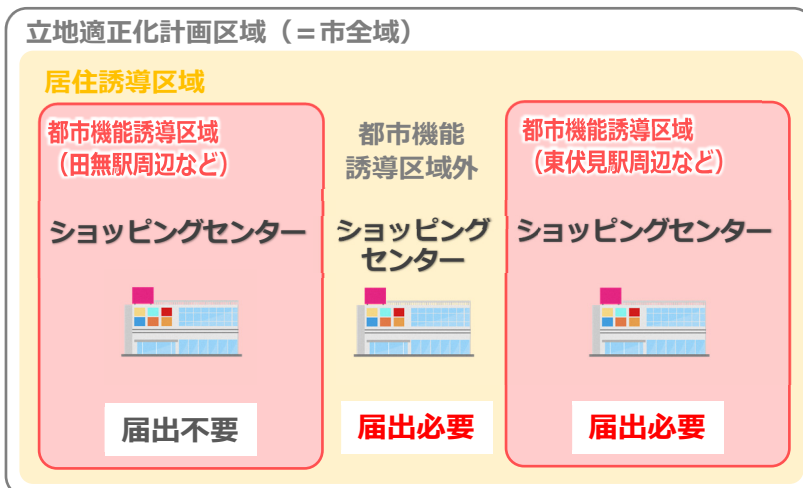 立地適正化計画区域（＝市全域）
居住誘導区域
都市機能誘導区域
（田無駅周辺など）
ショッピングセンター
届出不要
都市機能
誘導区域外
ショッピング
センター
届出必要
都市機能誘導区域
（東伏見駅周辺など）
ショッピングセンター
届出必要